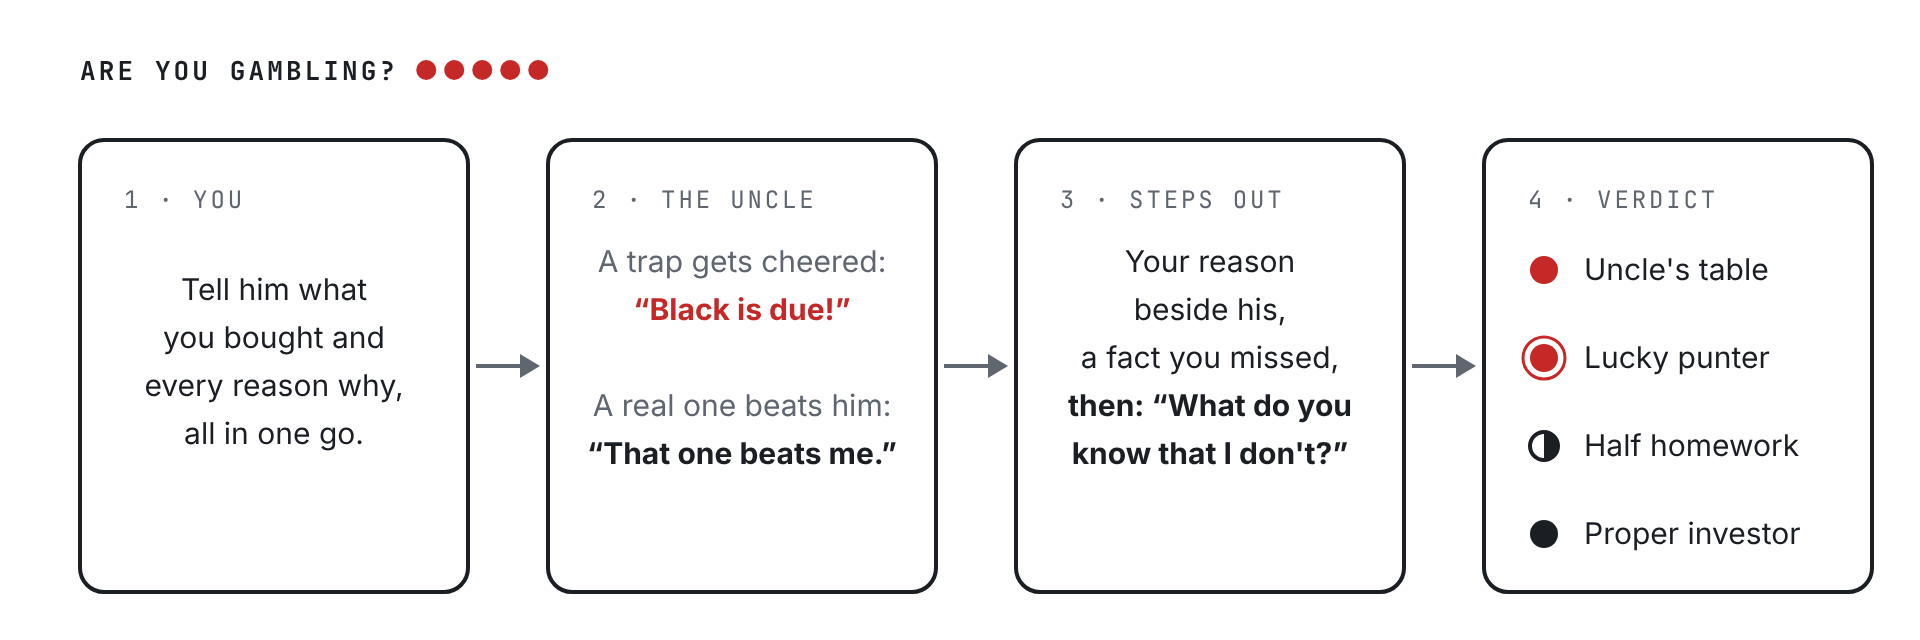 ARE YOU GAMBLING?
1 · YOU
Tell him what
you bought and
every reason why,
all in one go.
2 · THE UNCLE
A trap gets cheered:
“Black is due!”
A real one beats him:
“That one beats me.”
3 · STEPS OUT
Your reason
beside his,
a fact you missed,
then: “What do you
know that I don't?”
4 · VERDICT
Uncle's table
Lucky punter
Half homework
Proper investor